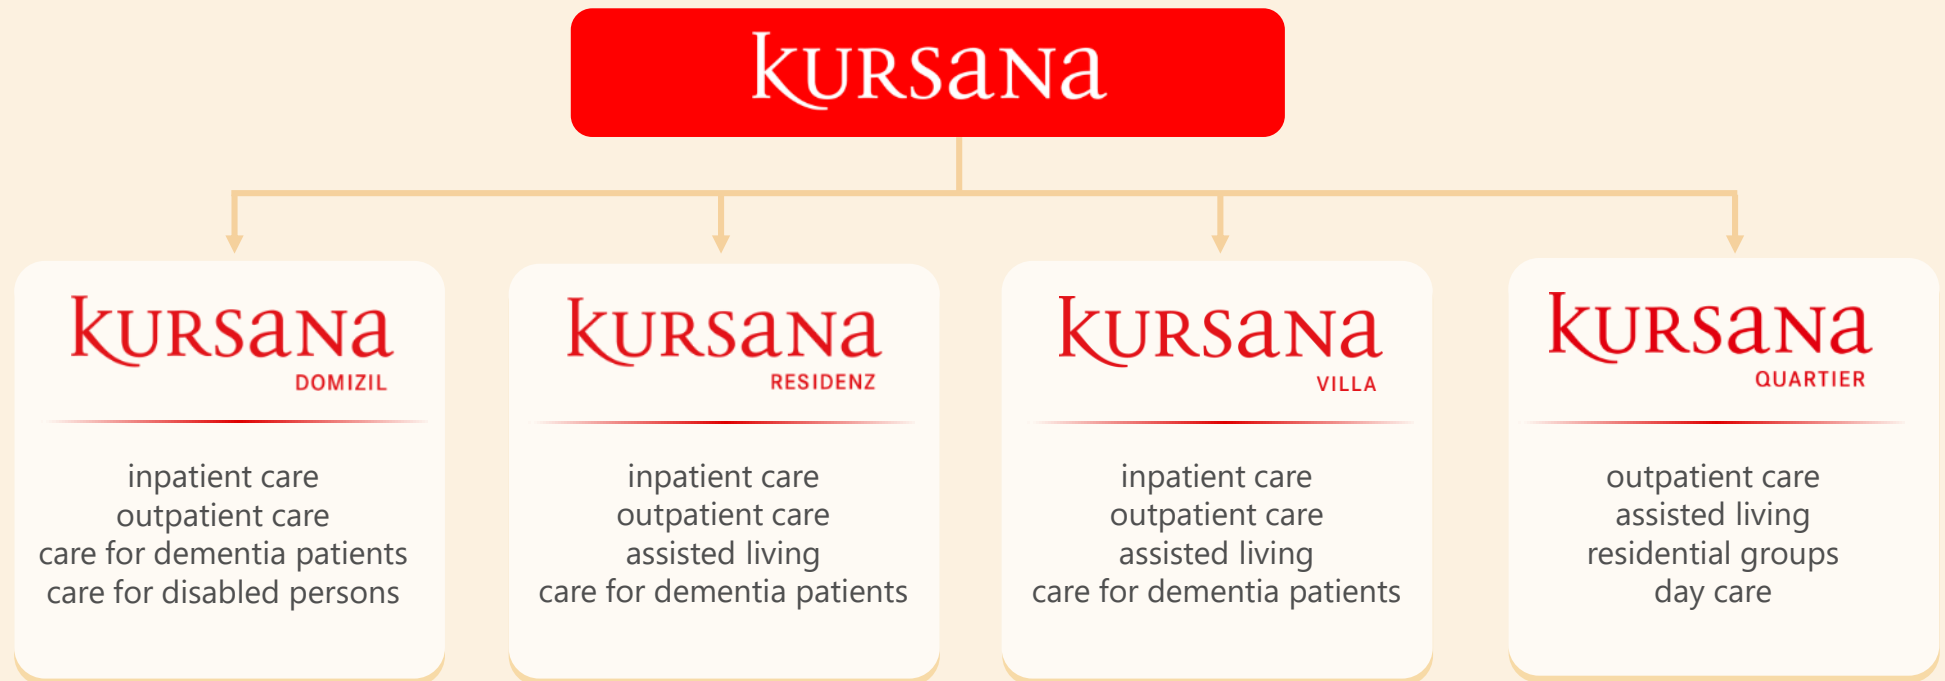 kURSaNa
kURSaNa
DOMIZIL
inpatient care
outpatient care
care for dementia patients
care for disabled persons
kURSaNa
RESIDENZ
inpatient care
outpatient care
assisted living
care for dementia patients
kURSaNa
VILLA
inpatient care
outpatient care
assisted living
care for dementia patients
kURSaNa
QUARTIER
outpatient care
assisted living
residential groups
day care